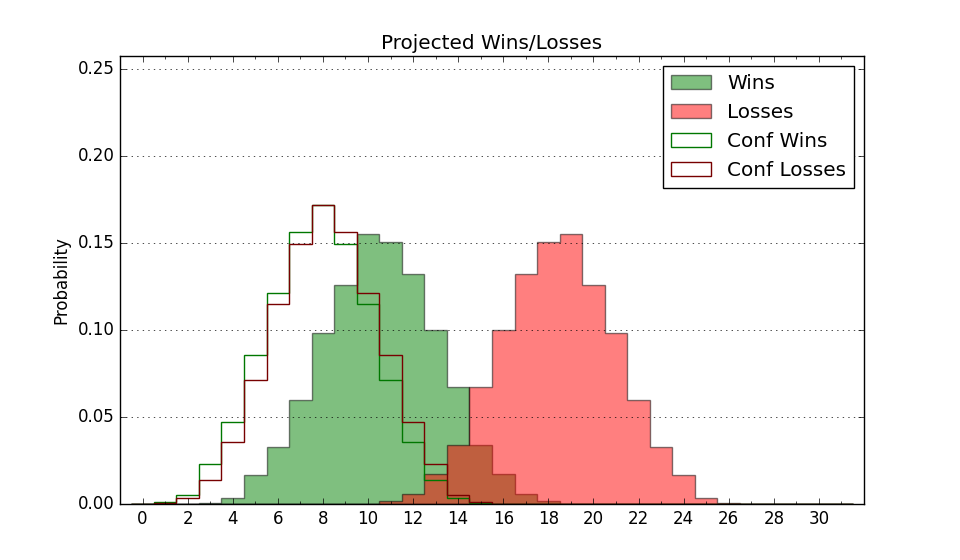 Projected Wins/Losses
Probability
0.25
0.20
0.15
0.10
0.05
0.00
0 2 4 6 8 10 12 14 16 18 20 22 24 26 28 30
Wins
Losses
Conf Wins
Conf Losses